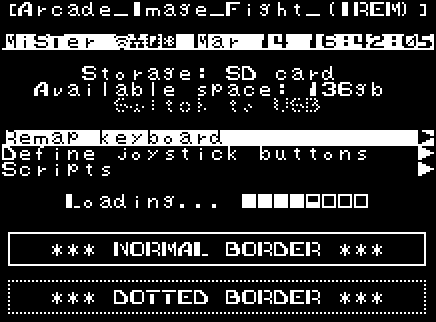 [Arcade_Image_Fight_(IREM) ]
MiSTer Mar 14 16:42:05
Storage: SD card
Available space: 136gb
Switch to USB
Remap keyboard
Define joystick buttons
Scripts
Loading...
*** NORMAL BORDER ***
*** DOTTED BORDER ***